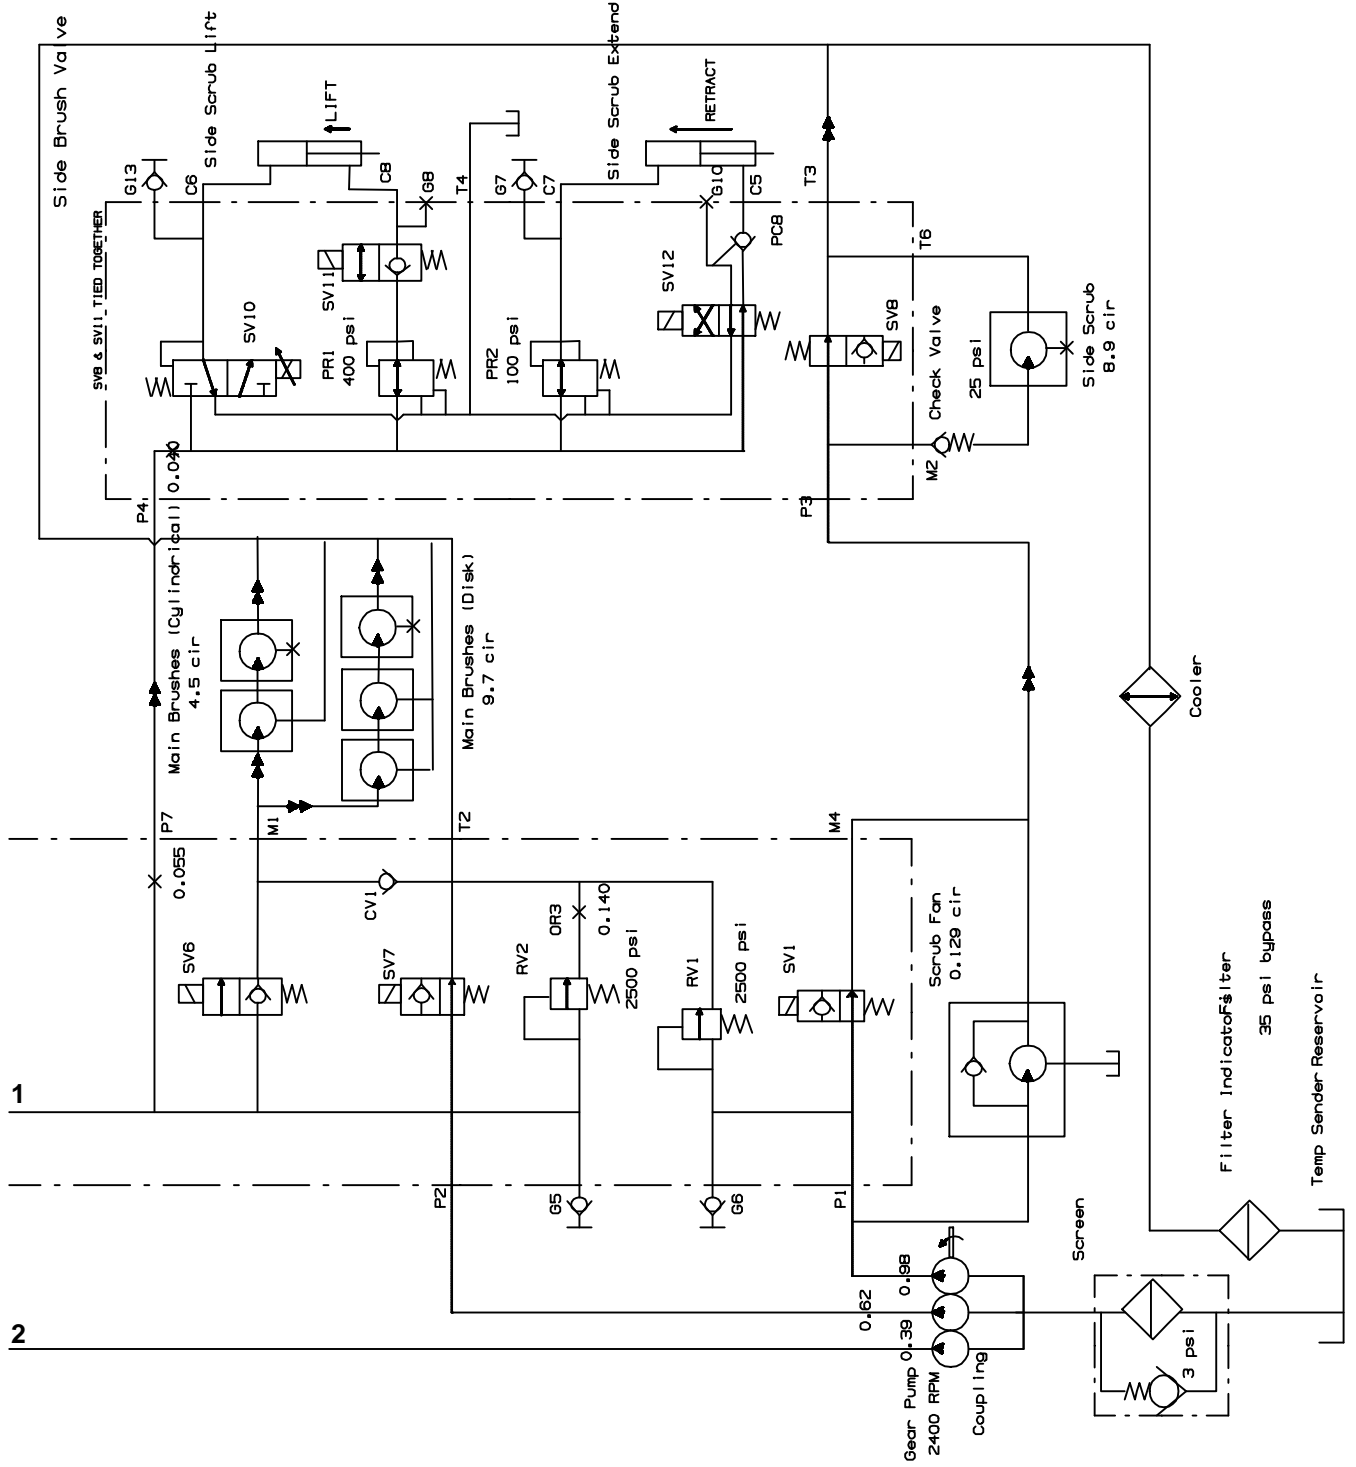 Side Brush Valve
SV8 & SV11 TIED TOGETHER
G13
C6
Side Scrub Lift
LIFT
C8
G8
T4
G7
C7
Side Scrub Extend
RETRACT
G10
C5
T3
T6
SV10
SV11
PR1
400 psi
PR2
100 psi
SV12
PC8
SV8
Check Valve
25 psi
Side Scrub
8.9 cir
M2
P4
0.040
P3
Main Brushes (Cylindrical)
4.5 cir
Main Brushes (Disk)
9.7 cir
Cooler
P7
0.055
M1
T2
M4
SV6
CV1
SV7
OR3
0.140
RV2
2500 psi
RV1
2500 psi
SV1
Scrub Fan
0.129 cir
1
P2
G5
G6
P1
Filter Indicator
Filter
35 psi bypass
Temp Sender Reservoir
Screen
3 psi
2
0.98
0.62
0.39
Gear Pump
2400 RPM
Coupling